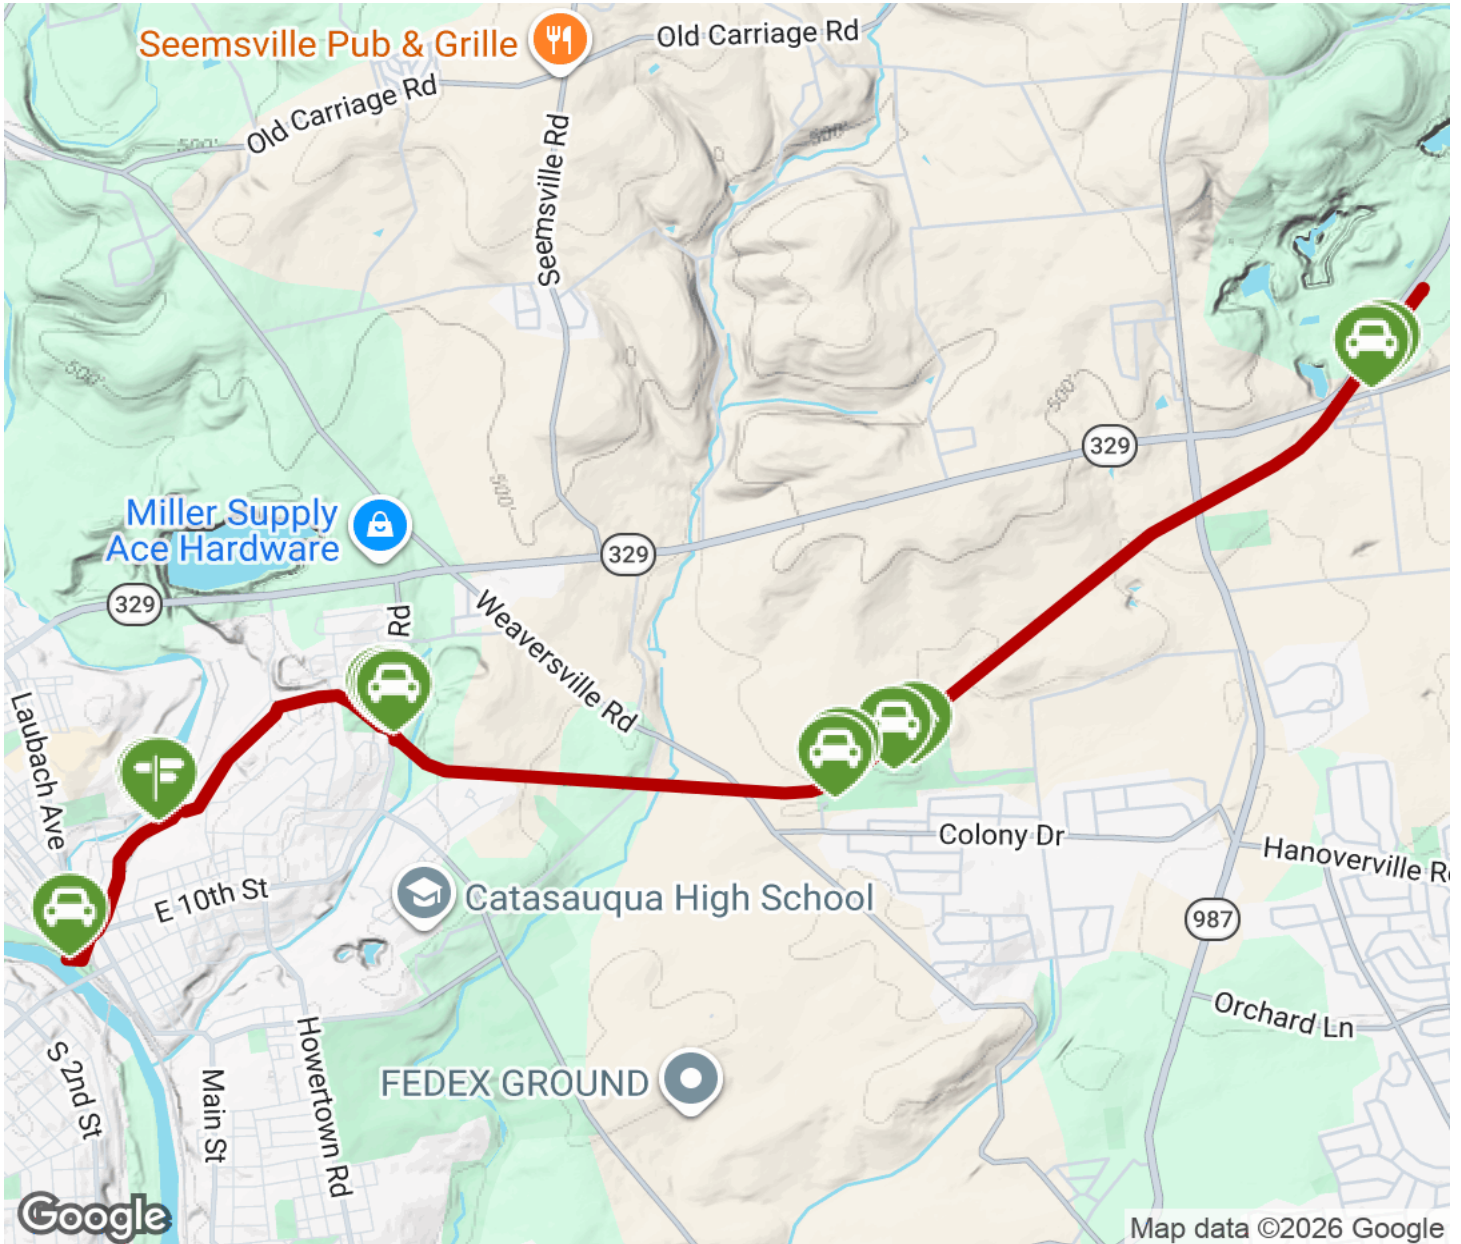 Seemsville Pub & Grille
Old Carriage Rd
Old Carriage Rd
500'
500'
Seemsville Rd
500'
500'
500'
329
Miller Supply
Ace Hardware
329
329
Rd
Weaversville Rd
Laubach Ave
Colony Dr
Hanoverville R
E 10th St
Catasauqua High School
987
Orchard Ln
S 2nd St
Main St
Howertown Rd
FEDEX GROUND
Google
Map data ©2026 Google